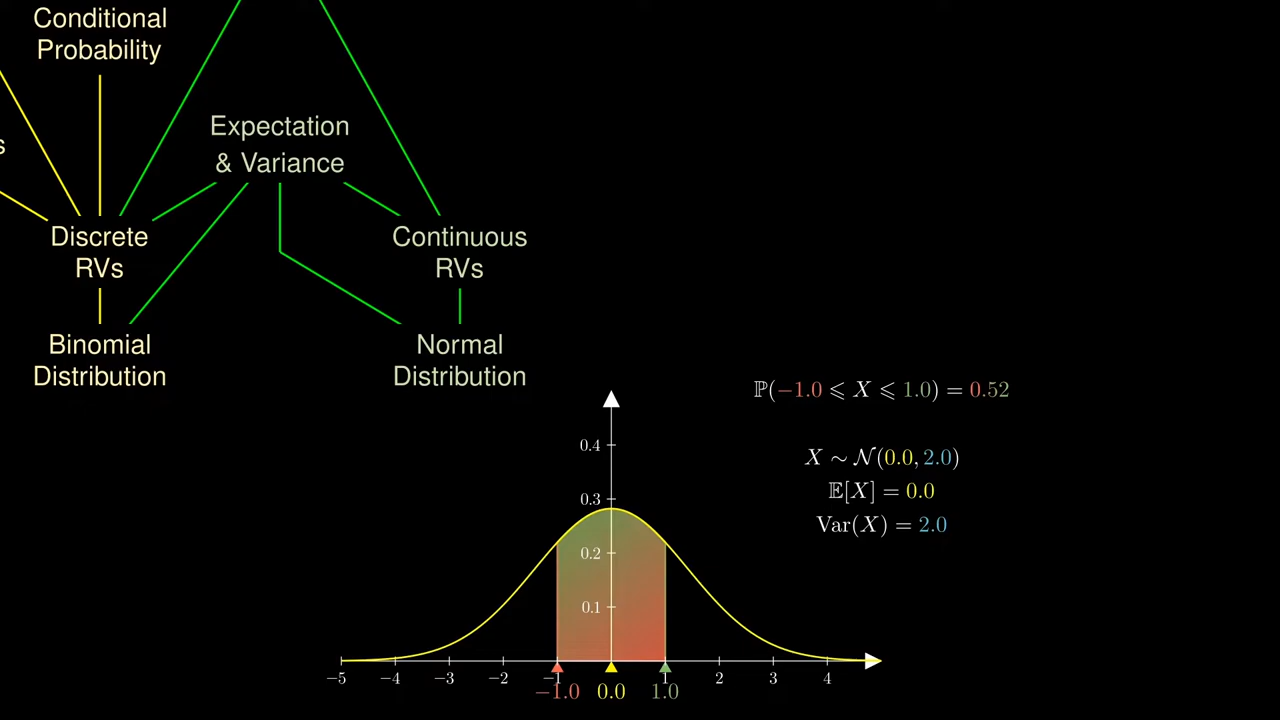 Conditional
Probability
Expectation
& Variance
s
Discrete
RVs
Continuous
RVs
Binomial
Distribution
Normal
Distribution
ℙ(−1.0 ⩽ X ⩽ 1.0) = 0.52
X ∼ 𝒩(0.0, 2.0)
𝔼[X] = 0.0
Var(X) = 2.0
0.4
0.3
0.2
0.1
−5 −4 −3 −2 −1 1 2 3 4
−1.0 0.0 1.0